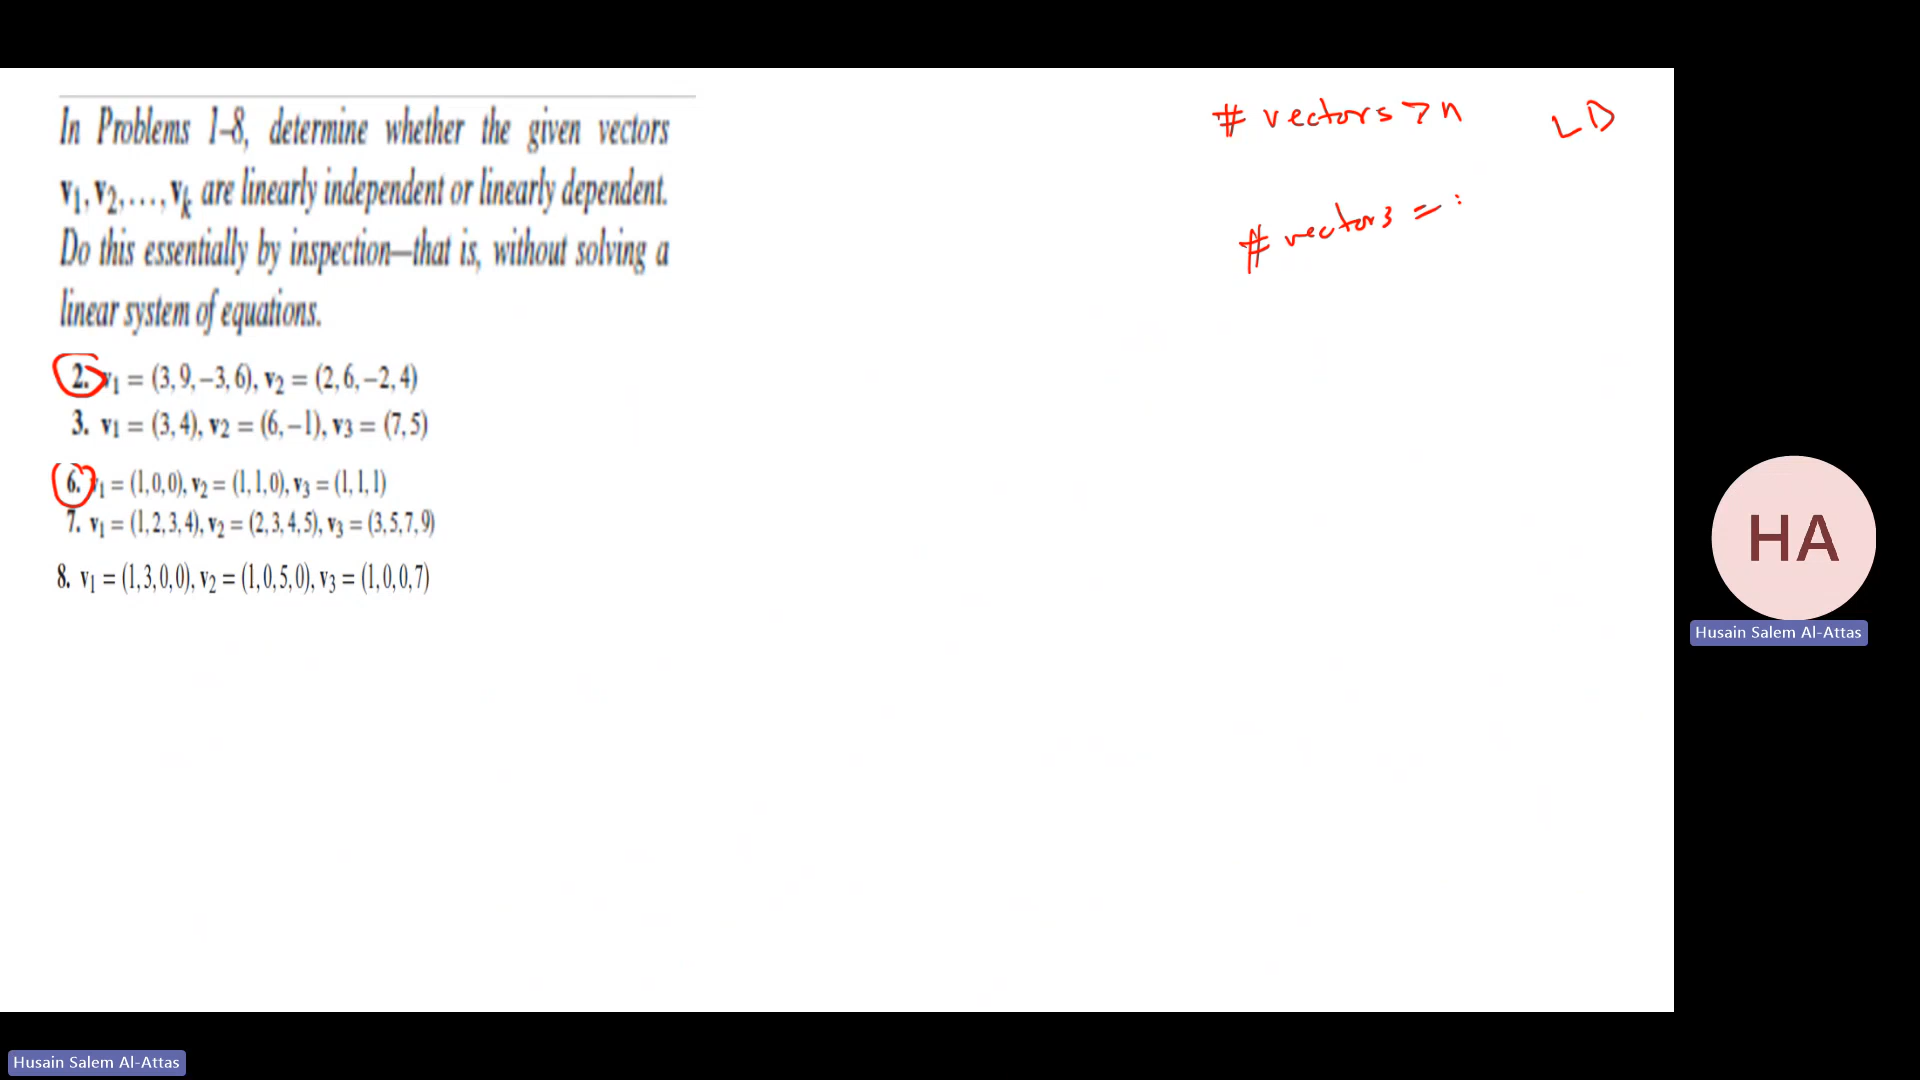 In Problems 1–8, determine whether the given vectors
v₁, v₂, ..., vₖ are linearly independent or linearly dependent.
Do this essentially by inspection—that is, without solving a
linear system of equations.
2. v₁ = (3, 9, −3, 6), v₂ = (2, 6, −2, 4)
3. v₁ = (3, 4), v₂ = (6, −1), v₃ = (7, 5)
6. v₁ = (1, 0, 0), v₂ = (1, 1, 0), v₃ = (1, 1, 1)
7. v₁ = (1, 2, 3, 4), v₂ = (2, 3, 4, 5), v₃ = (3, 5, 7, 9)
8. v₁ = (1, 3, 0, 0), v₂ = (1, 0, 5, 0), v₃ = (1, 0, 0, 7)
# vectors > n LD
# vectors =
HA
Husain Salem Al-Attas
Husain Salem Al-Attas